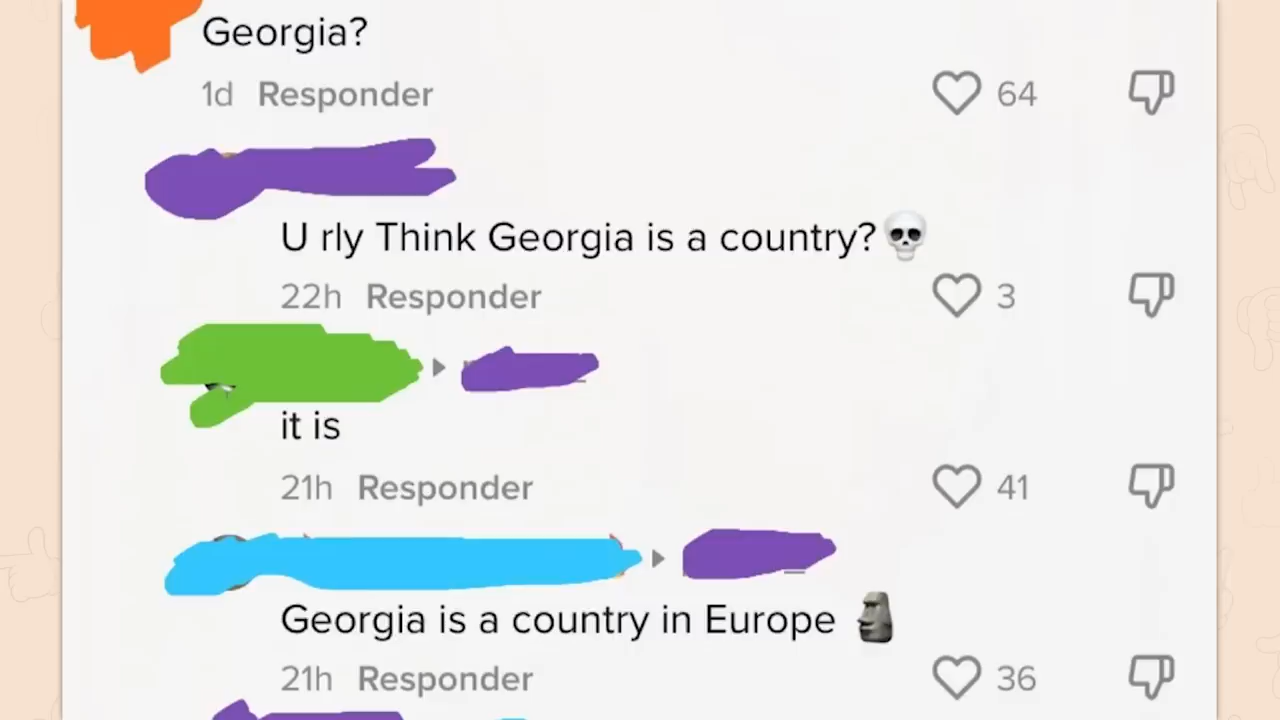 Georgia?
1d Responder 64
U rly Think Georgia is a country?💀
22h Responder 3
it is
21h Responder 41
Georgia is a country in Europe 🗿
21h Responder 36